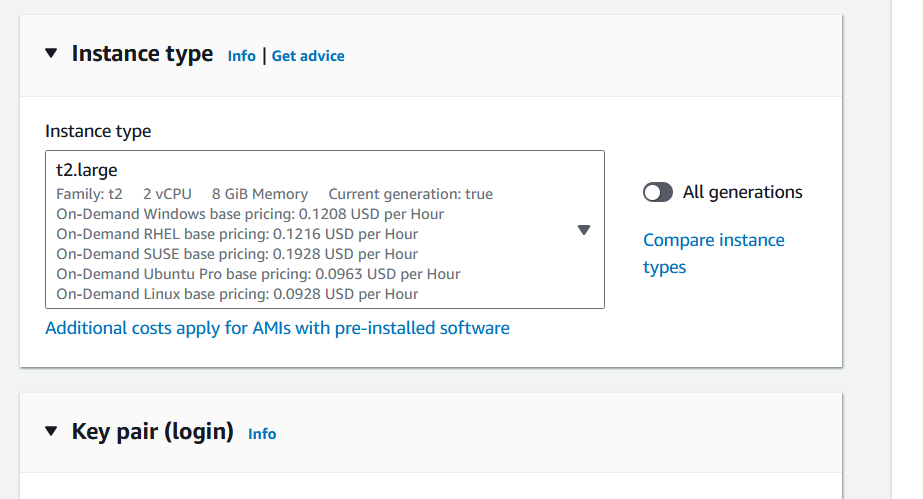 Instance type Info | Get advice
Instance type
t2.large
Family: t2 2 vCPU 8 GiB Memory Current generation: true
On-Demand Windows base pricing: 0.1208 USD per Hour
On-Demand RHEL base pricing: 0.1216 USD per Hour
On-Demand SUSE base pricing: 0.1928 USD per Hour
On-Demand Ubuntu Pro base pricing: 0.0963 USD per Hour
On-Demand Linux base pricing: 0.0928 USD per Hour
All generations
Compare instance
types
Additional costs apply for AMIs with pre-installed software
Key pair (login) Info